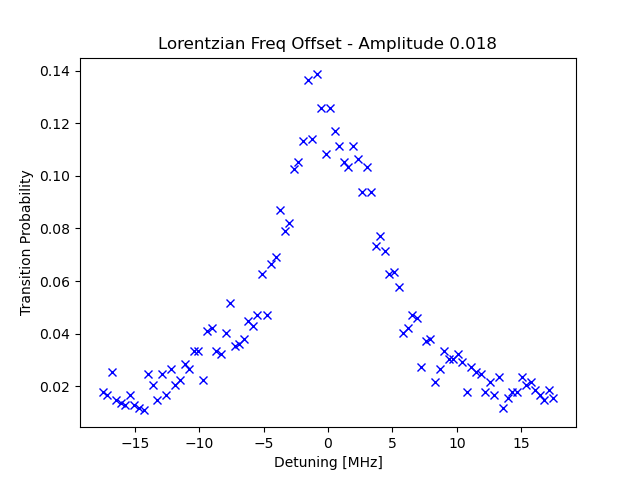 Lorentzian Freq Offset - Amplitude 0.018
0.14
0.12
0.10
0.08
0.06
0.04
0.02
Transition Probability
−15 −10 −5 0 5 10 15
Detuning [MHz]